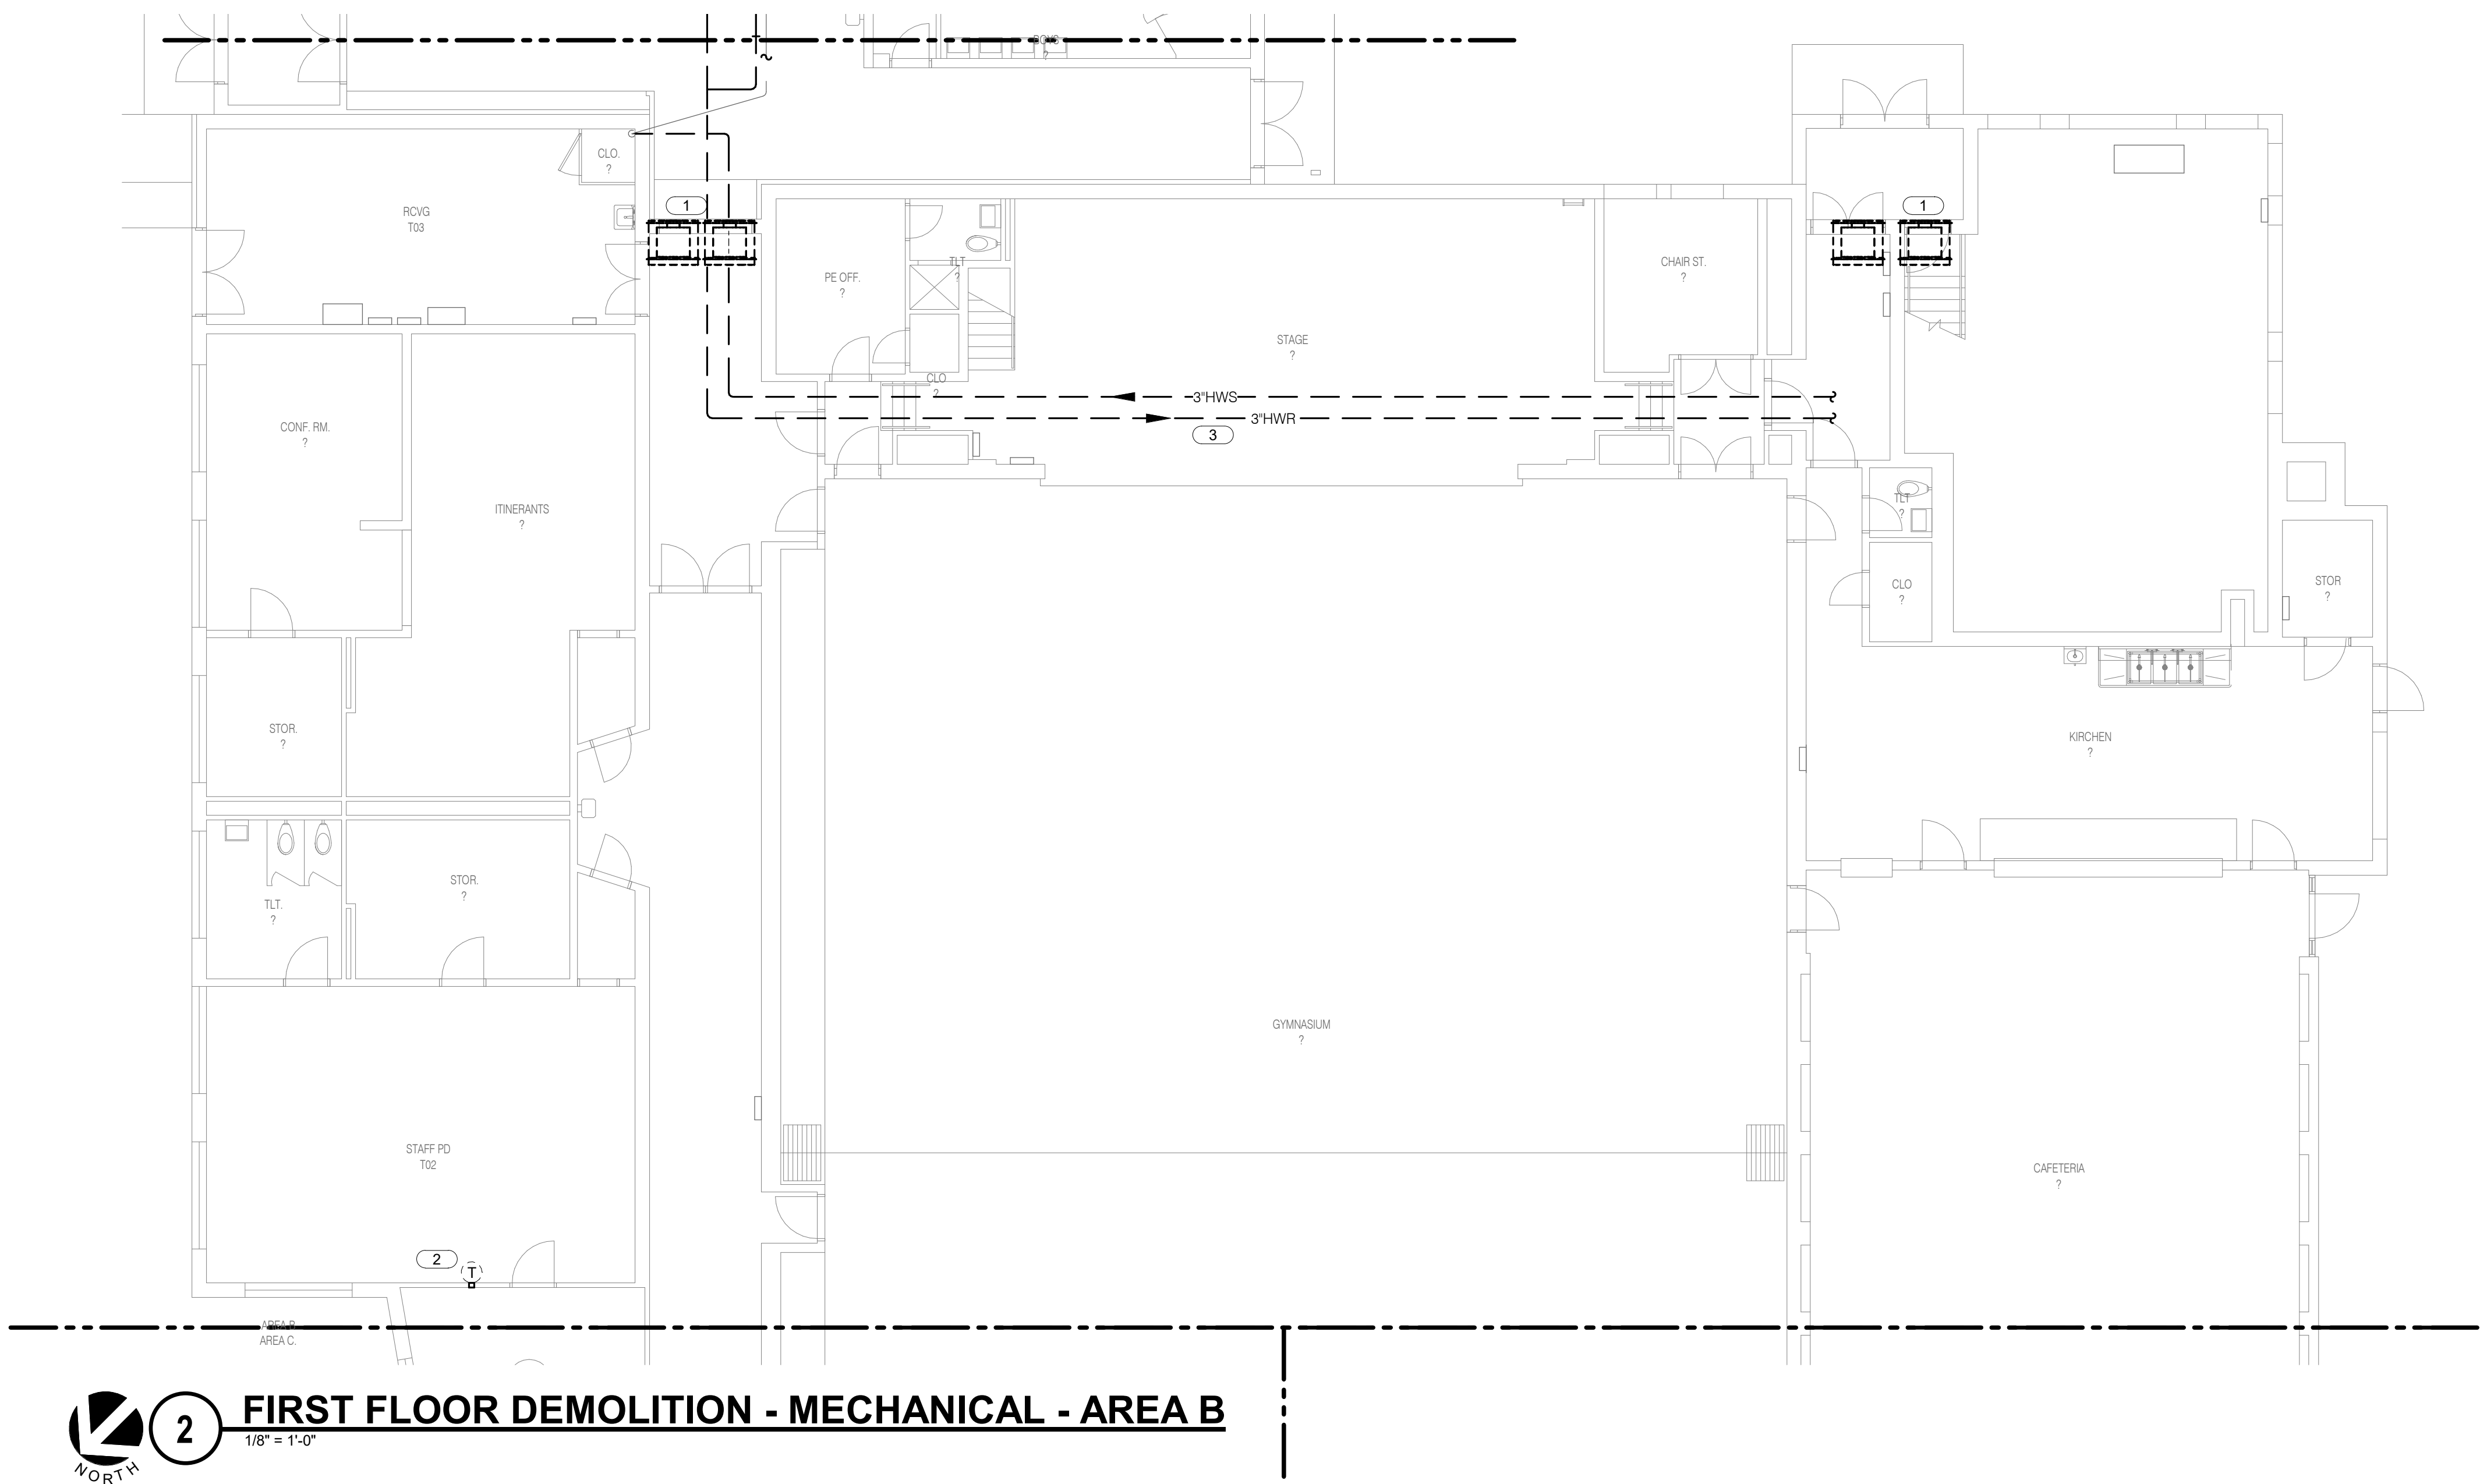 BOYS
?
CLO.
?
RCVG
T03
1
1
TLT
?
PE OFF.
?
CHAIR ST.
?
STAGE
?
CLO
?
3"HWS
3"HWR
3
CONF. RM.
?
ITINERANTS
?
TLT
?
CLO
?
STOR
?
STOR.
?
KIRCHEN
?
STOR.
?
TLT.
?
GYMNASIUM
?
STAFF PD
T02
CAFETERIA
?
2
T
AREA B.
AREA C.
2
FIRST FLOOR DEMOLITION - MECHANICAL - AREA B
1/8" = 1'-0"
NORTH